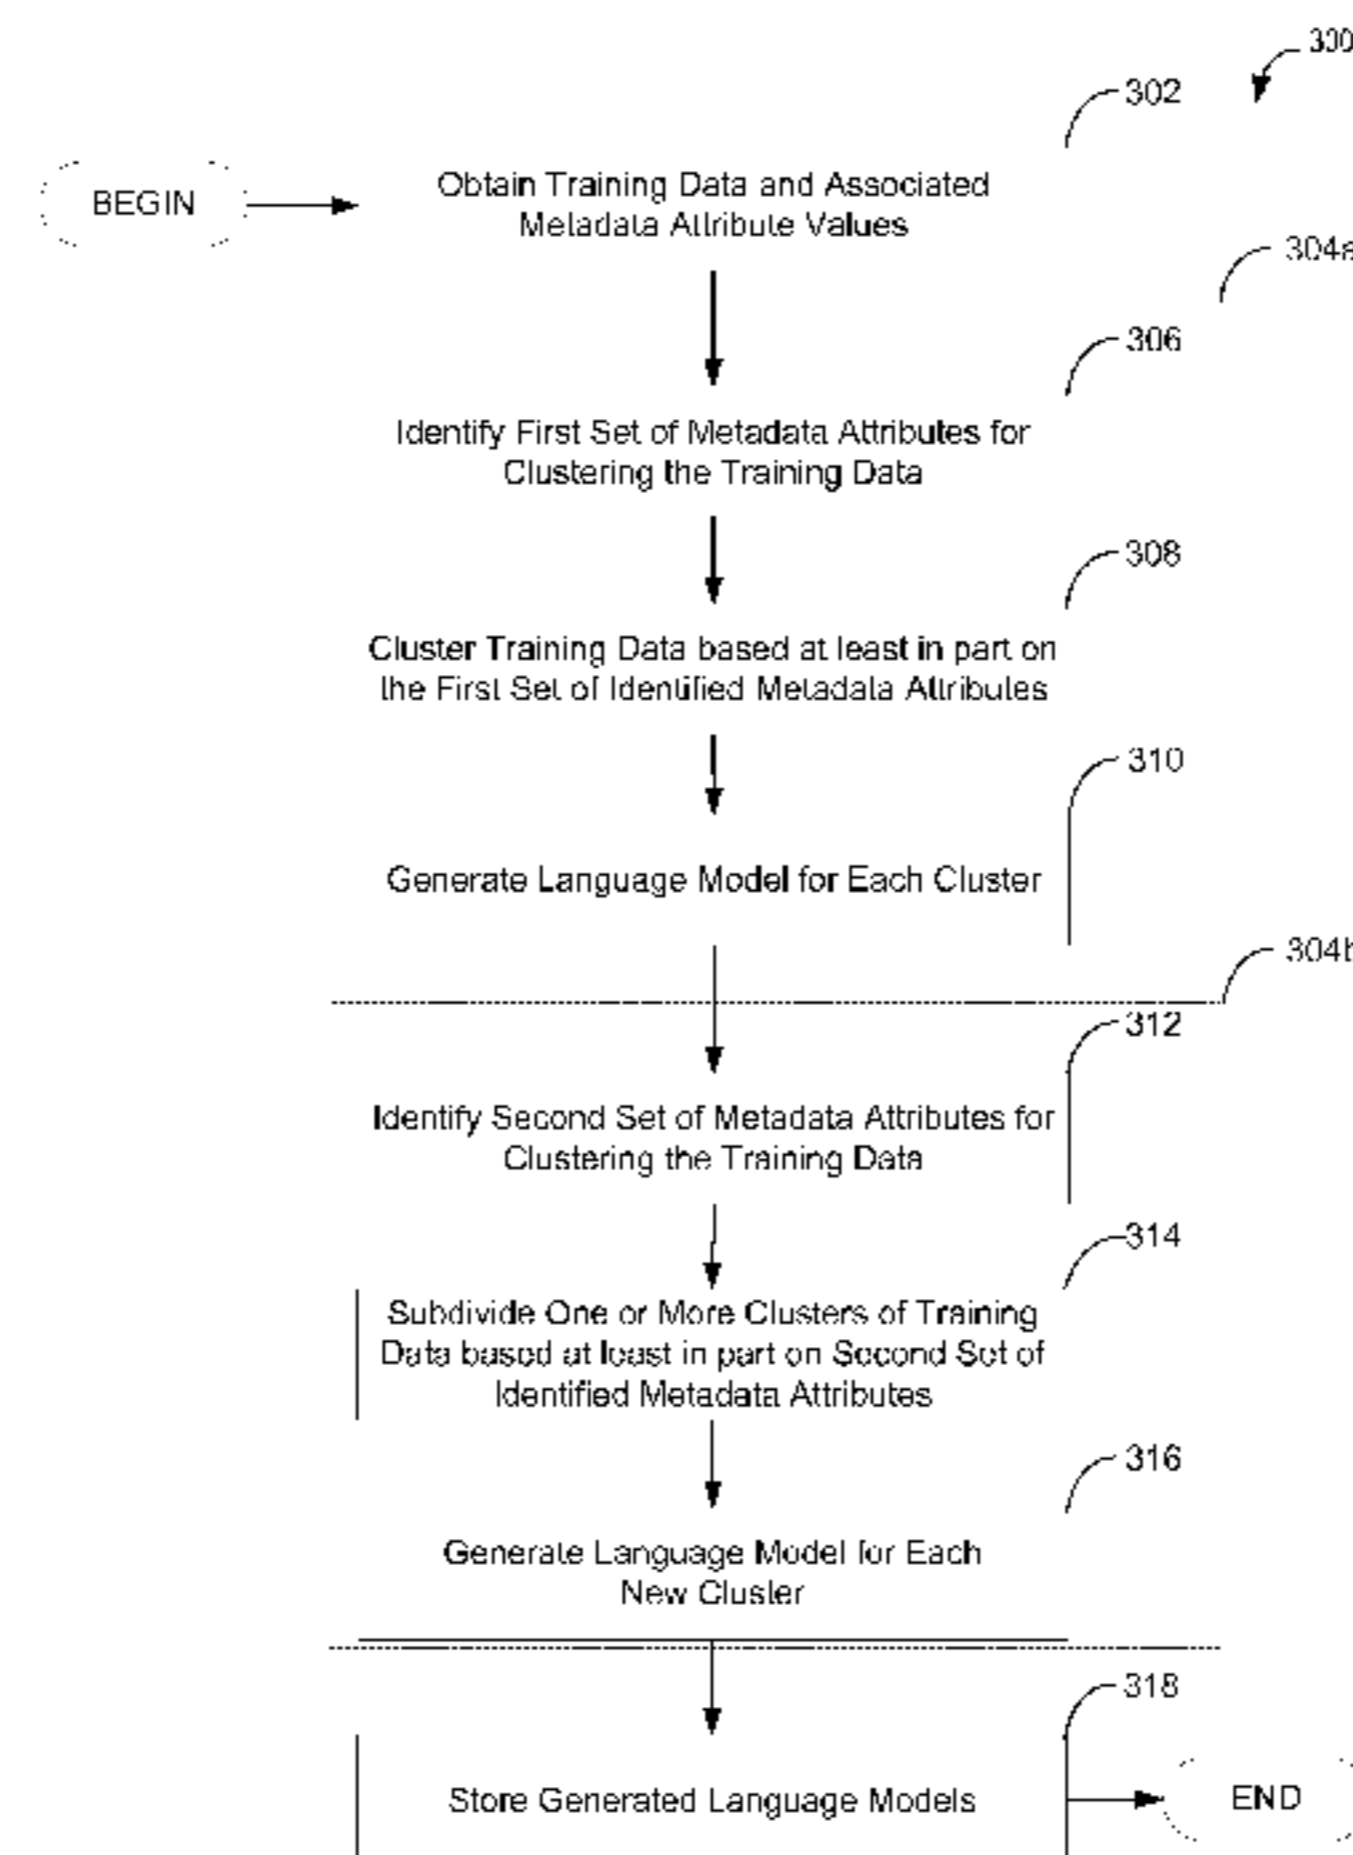 300
302
BEGIN
Obtain Training Data and Associated
Metadata Attribute Values
304a
306
Identify First Set of Metadata Attributes for
Clustering the Training Data
308
Cluster Training Data based at least in part on
the First Set of Identified Metadata Attributes
310
Generate Language Model for Each Cluster
304b
312
Identify Second Set of Metadata Attributes for
Clustering the Training Data
314
Subdivide One or More Clusters of Training
Data based at least in part on Second Set of
Identified Metadata Attributes
316
Generate Language Model for Each
New Cluster
318
Store Generated Language Models
END